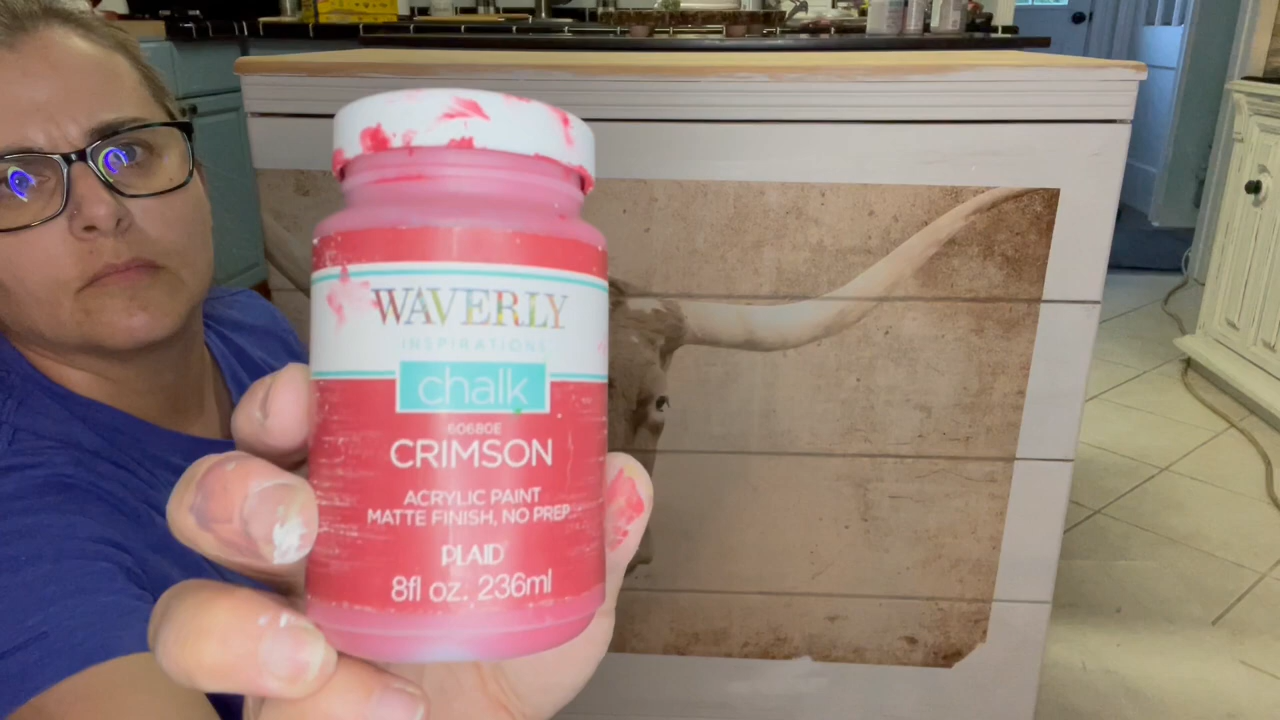 WAVERLY
INSPIRATIONS
chalk
60680E
CRIMSON
ACRYLIC PAINT
MATTE FINISH, NO PREP
PLAID
8fl oz. 236ml